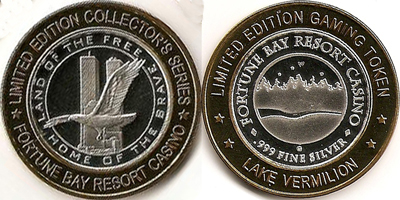 LIMITED EDITION COLLECTOR'S SERIES
LAND OF THE FREE
HOME OF THE BRAVE
FORTUNE BAY RESORT CASINO
LIMITED EDITION GAMING TOKEN
FORTUNE BAY RESORT CASINO
.999 FINE SILVER
LAKE VERMILION